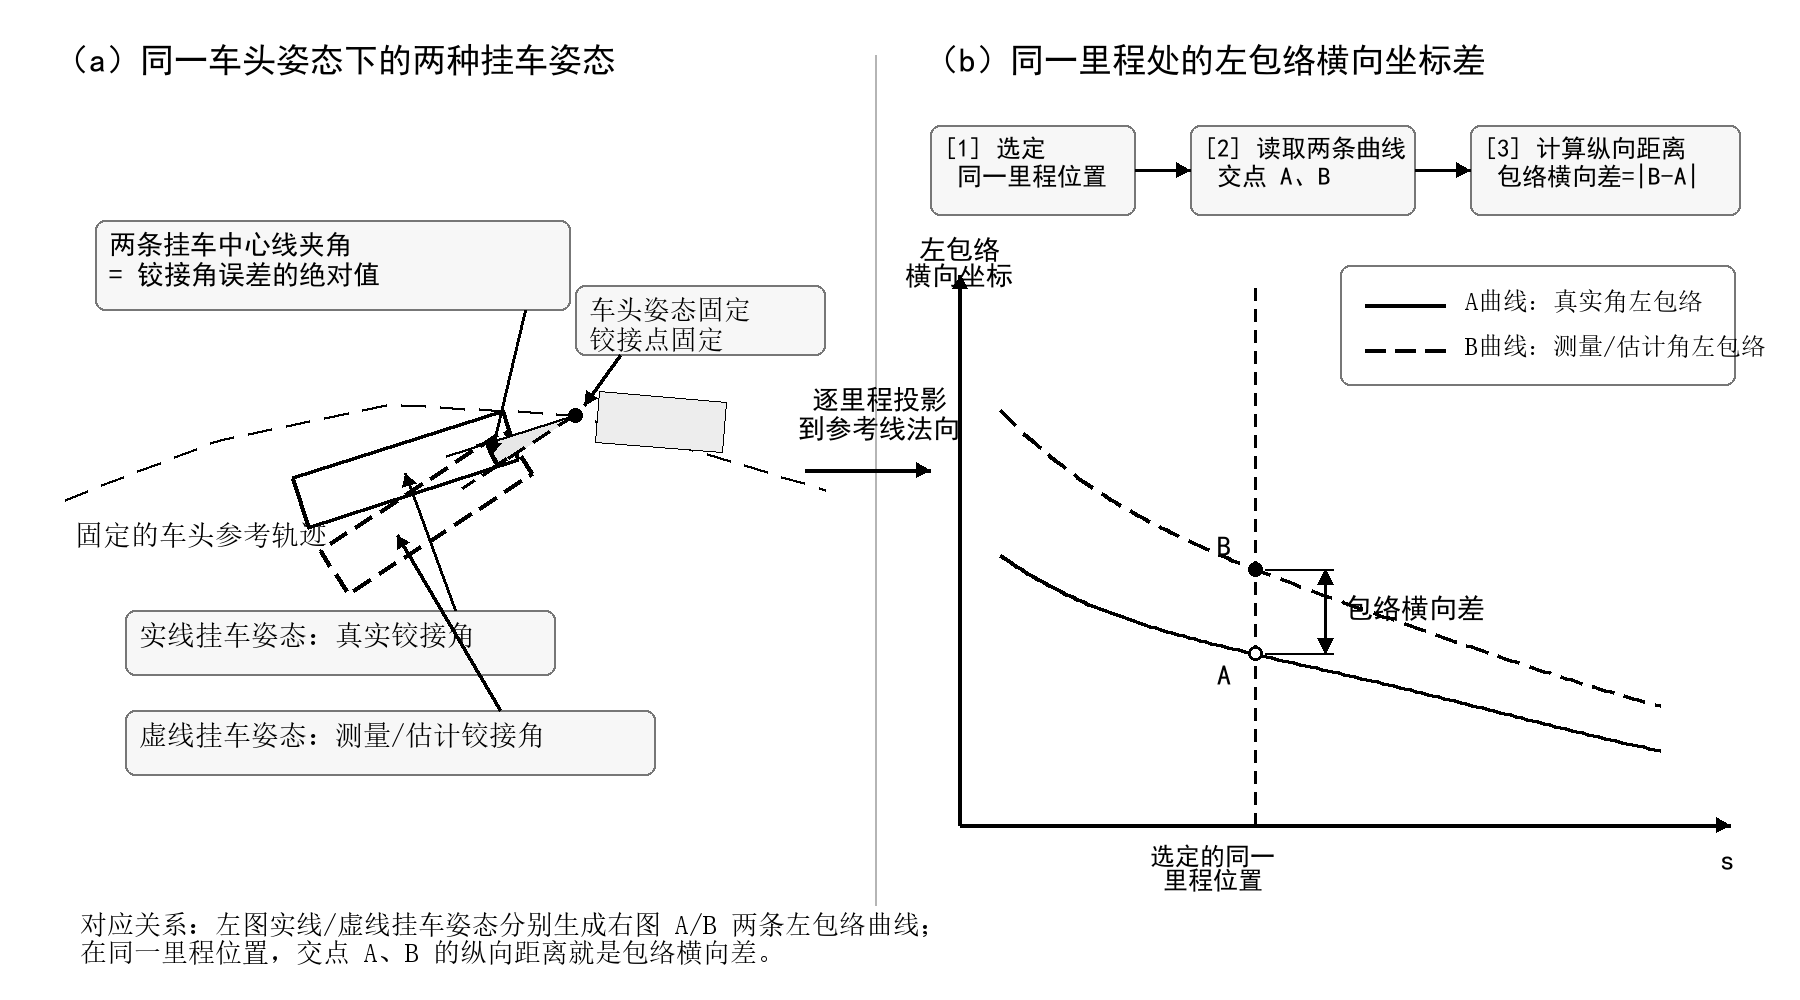 （a）同一车头姿态下的两种挂车姿态
两条挂车中心线夹角
= 铰接角误差的绝对值
车头姿态固定
铰接点固定
固定的车头参考轨迹
实线挂车姿态：真实铰接角
虚线挂车姿态：测量/估计铰接角
逐里程投影
到参考线法向
（b）同一里程处的左包络横向坐标差
[1] 选定
同一里程位置
[2] 读取两条曲线
交点 A、B
[3] 计算纵向距离
包络横向差=|B-A|
左包络
横向坐标
A曲线：真实角左包络
B曲线：测量/估计角左包络
B
包络横向差
A
选定的同一
里程位置
s
对应关系：左图实线/虚线挂车姿态分别生成右图 A/B 两条左包络曲线；
在同一里程位置，交点 A、B 的纵向距离就是包络横向差。